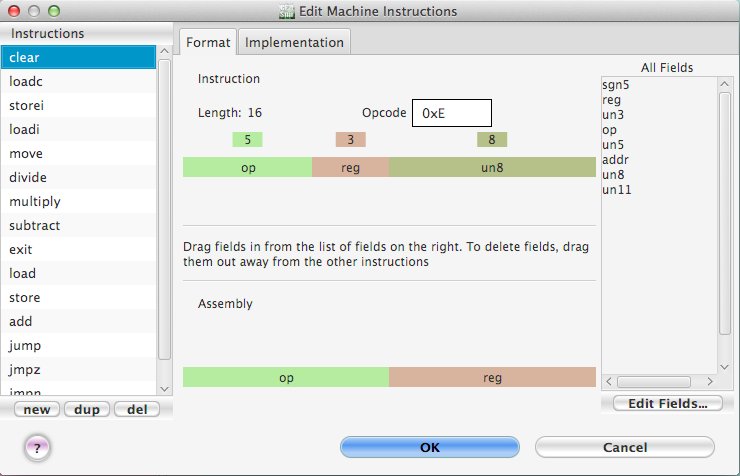 Edit Machine Instructions
Instructions
clear
loadc
storei
loadi
move
divide
multiply
subtract
exit
load
store
add
jump
jmpz
jmpn
new dup del
?
Format Implementation
Instruction
Length: 16 Opcode 0xE
5 3 8
op reg un8
Drag fields in from the list of fields on the right. To delete fields, drag
them out away from the other instructions
Assembly
op reg
All Fields
sgn5
reg
un3
op
un5
addr
un8
un11
Edit Fields...
OK Cancel